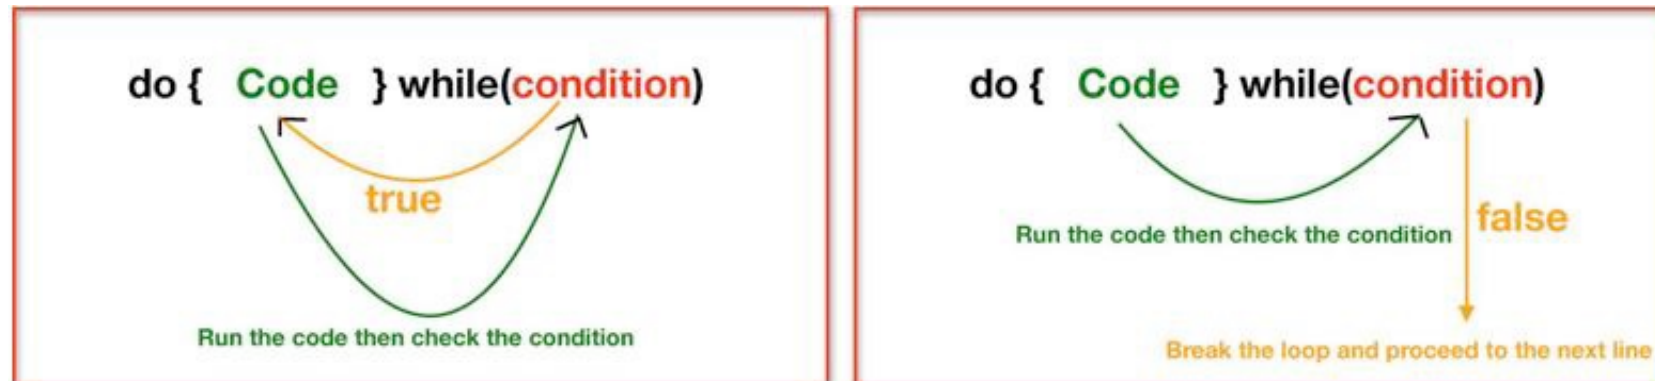 do { Code } while(condition)
true
Run the code then check the condition
do { Code } while(condition)
Run the code then check the condition
false
Break the loop and proceed to the next line